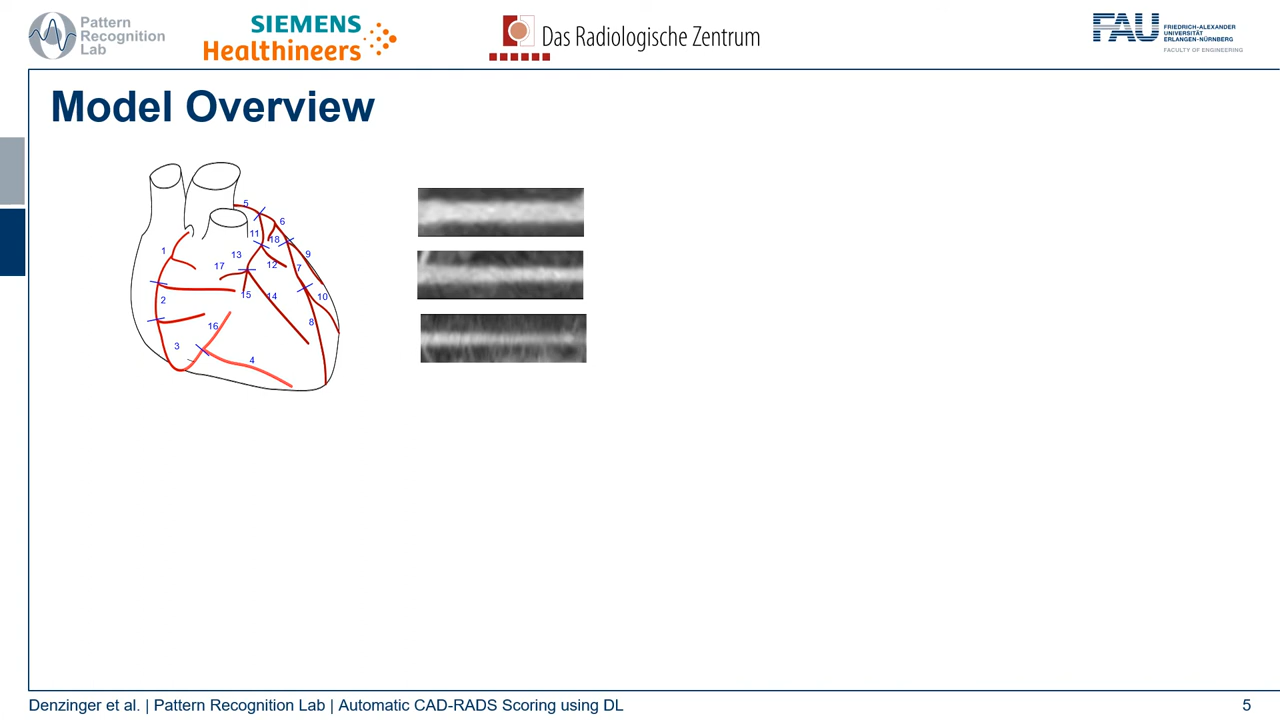 Pattern
Recognition
Lab
SIEMENS
Healthineers
Das Radiologische Zentrum
FAU
FRIEDRICH-ALEXANDER
UNIVERSITÄT
ERLANGEN-NÜRNBERG
FACULTY OF ENGINEERING
Model Overview
5
6
11
18
1
13
9
17
12
7
2
15
14
10
16
8
3
4
Denzinger et al. | Pattern Recognition Lab | Automatic CAD-RADS Scoring using DL
5